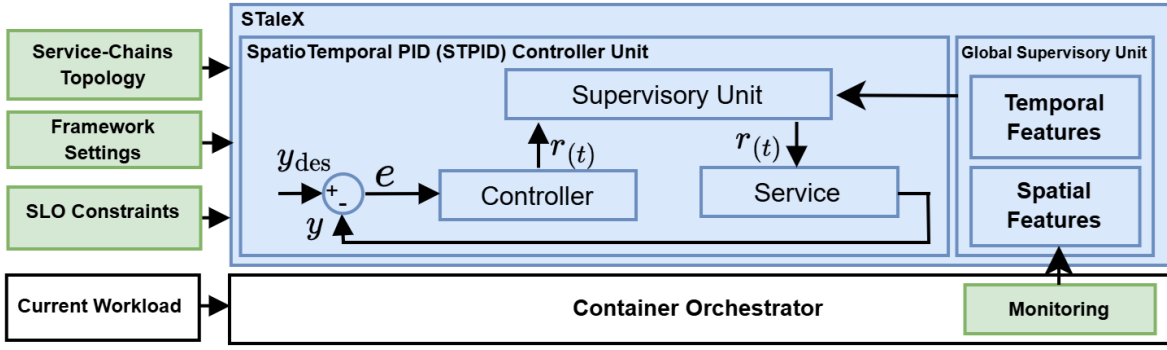 STaleX
Service-Chains
Topology
Framework
Settings
SLO Constraints
Current Workload
SpatioTemporal PID (STPID) Controller Unit
Supervisory Unit
r(t)
r(t)
y_des
+
-
e
y
Controller
Service
Global Supervisory Unit
Temporal
Features
Spatial
Features
Container Orchestrator
Monitoring